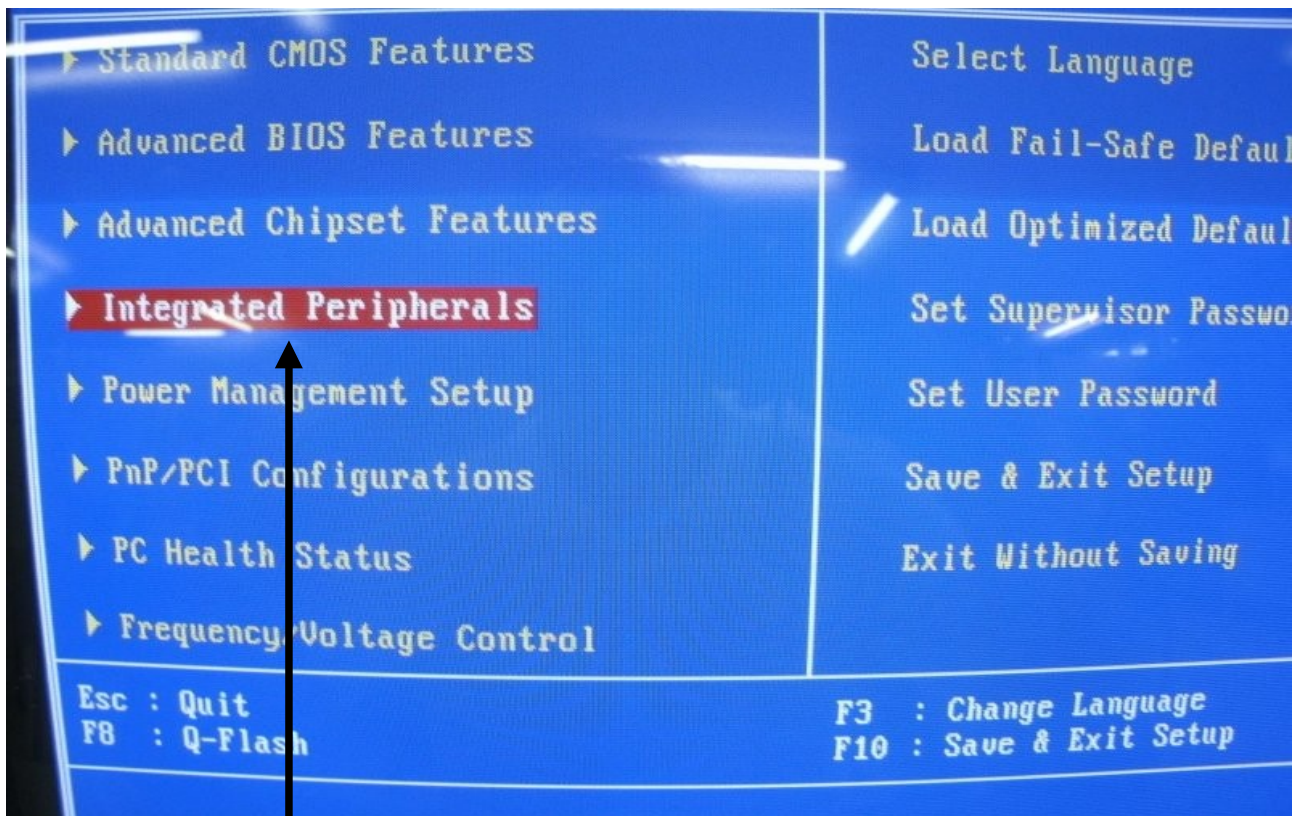 Standard CMOS Features
Advanced BIOS Features
Advanced Chipset Features
Integrated Peripherals
Power Management Setup
PnP/PCI Configurations
PC Health Status
Frequency/Voltage Control
Select Language
Load Fail-Safe Defaul
Load Optimized Defaul
Set Supervisor Passwo
Set User Password
Save & Exit Setup
Exit Without Saving
Esc : Quit
F8 : Q-Flash
F3 : Change Language
F10 : Save & Exit Setup